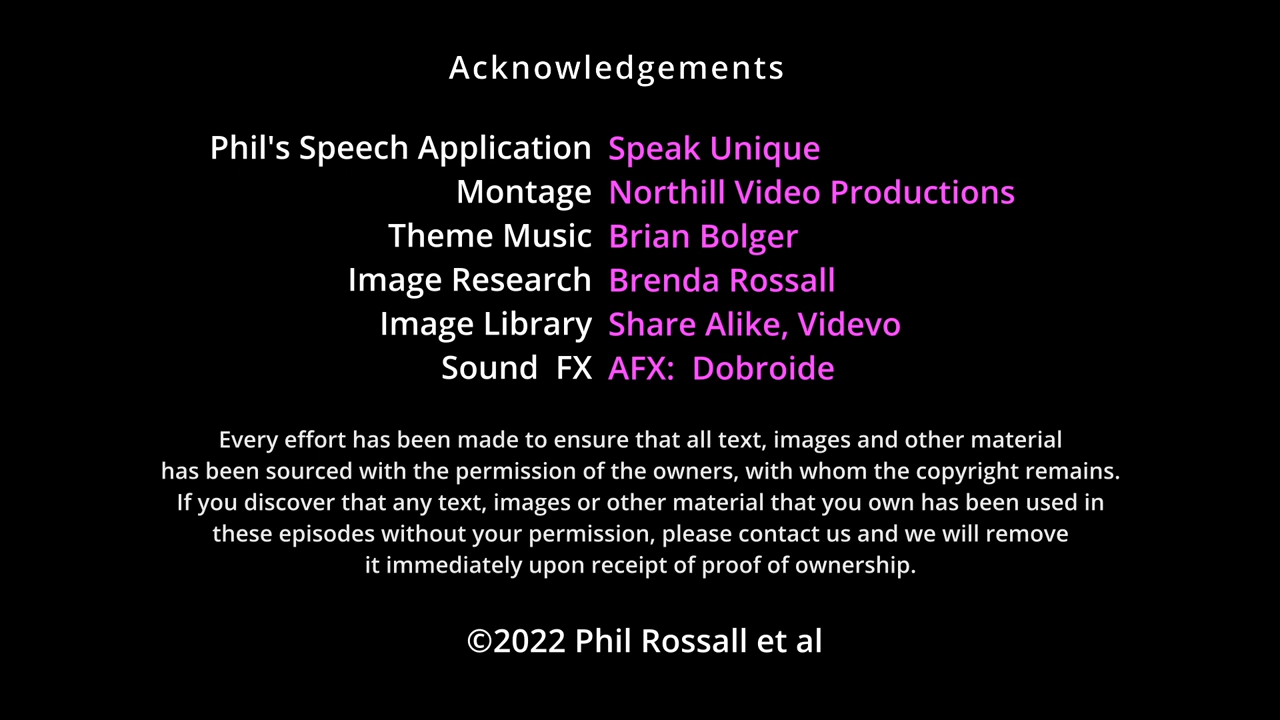 Acknowledgements
Phil's Speech Application Speak Unique
Montage Northill Video Productions
Theme Music Brian Bolger
Image Research Brenda Rossall
Image Library Share Alike, Videvo
Sound FX AFX: Dobroide
Every effort has been made to ensure that all text, images and other material
has been sourced with the permission of the owners, with whom the copyright remains.
If you discover that any text, images or other material that you own has been used in
these episodes without your permission, please contact us and we will remove
it immediately upon receipt of proof of ownership.
©2022 Phil Rossall et al